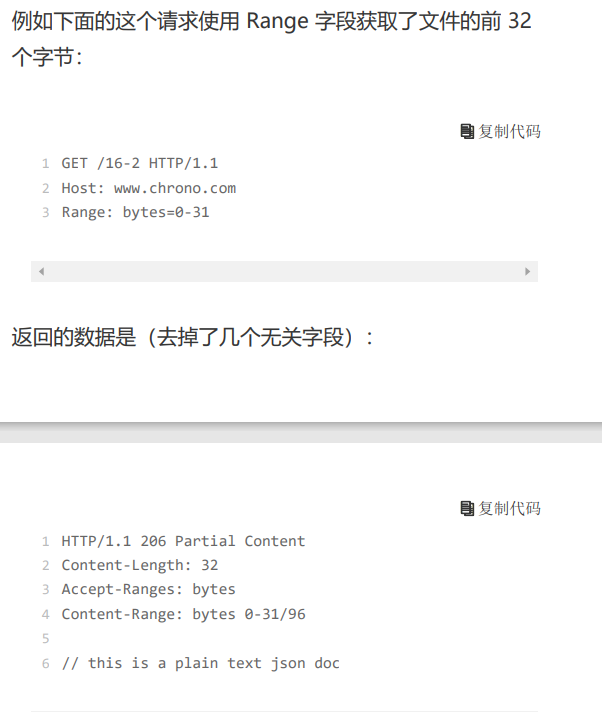 例如下面的这个请求使用 Range 字段获取了文件的前 32
个字节：
复制代码
1 GET /16-2 HTTP/1.1
2 Host: www.chrono.com
3 Range: bytes=0-31
返回的数据是（去掉了几个无关字段）：
复制代码
1 HTTP/1.1 206 Partial Content
2 Content-Length: 32
3 Accept-Ranges: bytes
4 Content-Range: bytes 0-31/96
5
6 // this is a plain text json doc